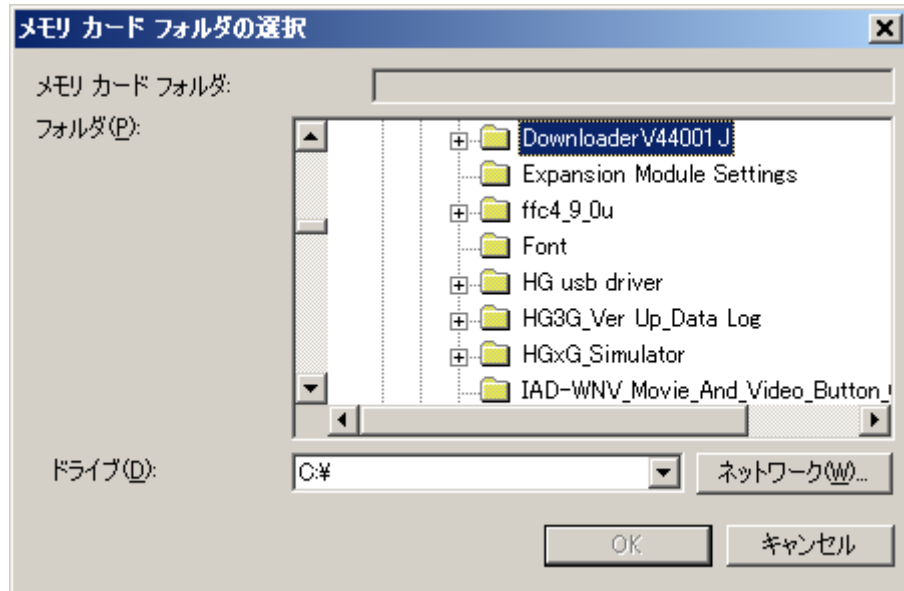 メモリ カード フォルダの選択
メモリ カード フォルダ:
フォルダ(P):
DownloaderV44001J
Expansion Module Settings
ffc4_9_0u
Font
HG usb driver
HG3G_Ver Up_Data Log
HGxG_Simulator
IAD-WNV_Movie_And_Video_Button_
ドライブ(D):
C:¥
ネットワーク(W)...
OK
キャンセル